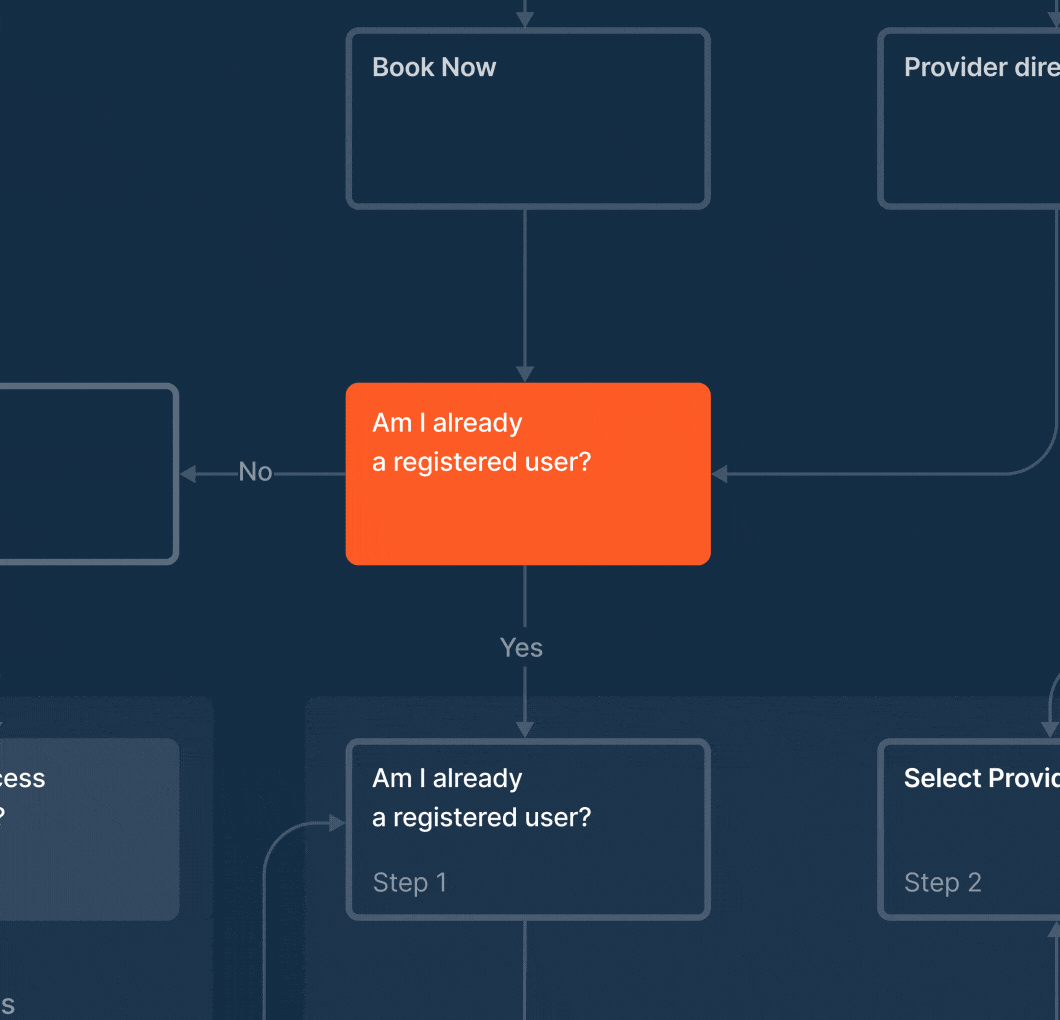 Book Now
Provider dire
Am I already
a registered user?
No
Yes
cess
?
Am I already
a registered user?
Step 1
Select Provid
Step 2
s